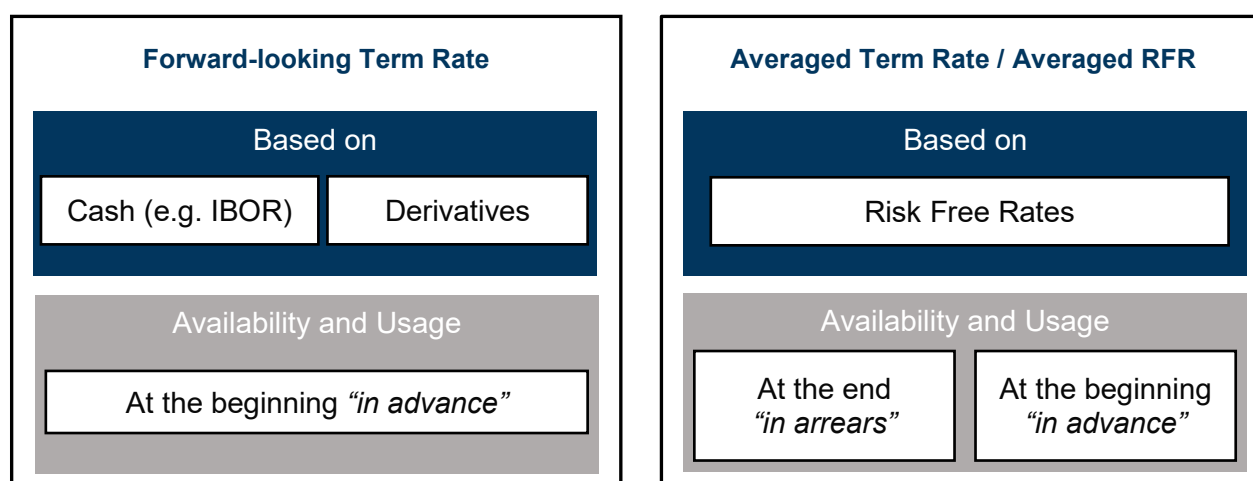 Forward-looking Term Rate
Based on
Cash (e.g. IBOR)
Derivatives
Availability and Usage
At the beginning “in advance”
Averaged Term Rate / Averaged RFR
Based on
Risk Free Rates
Availability and Usage
At the end
“in arrears”
At the beginning
“in advance”